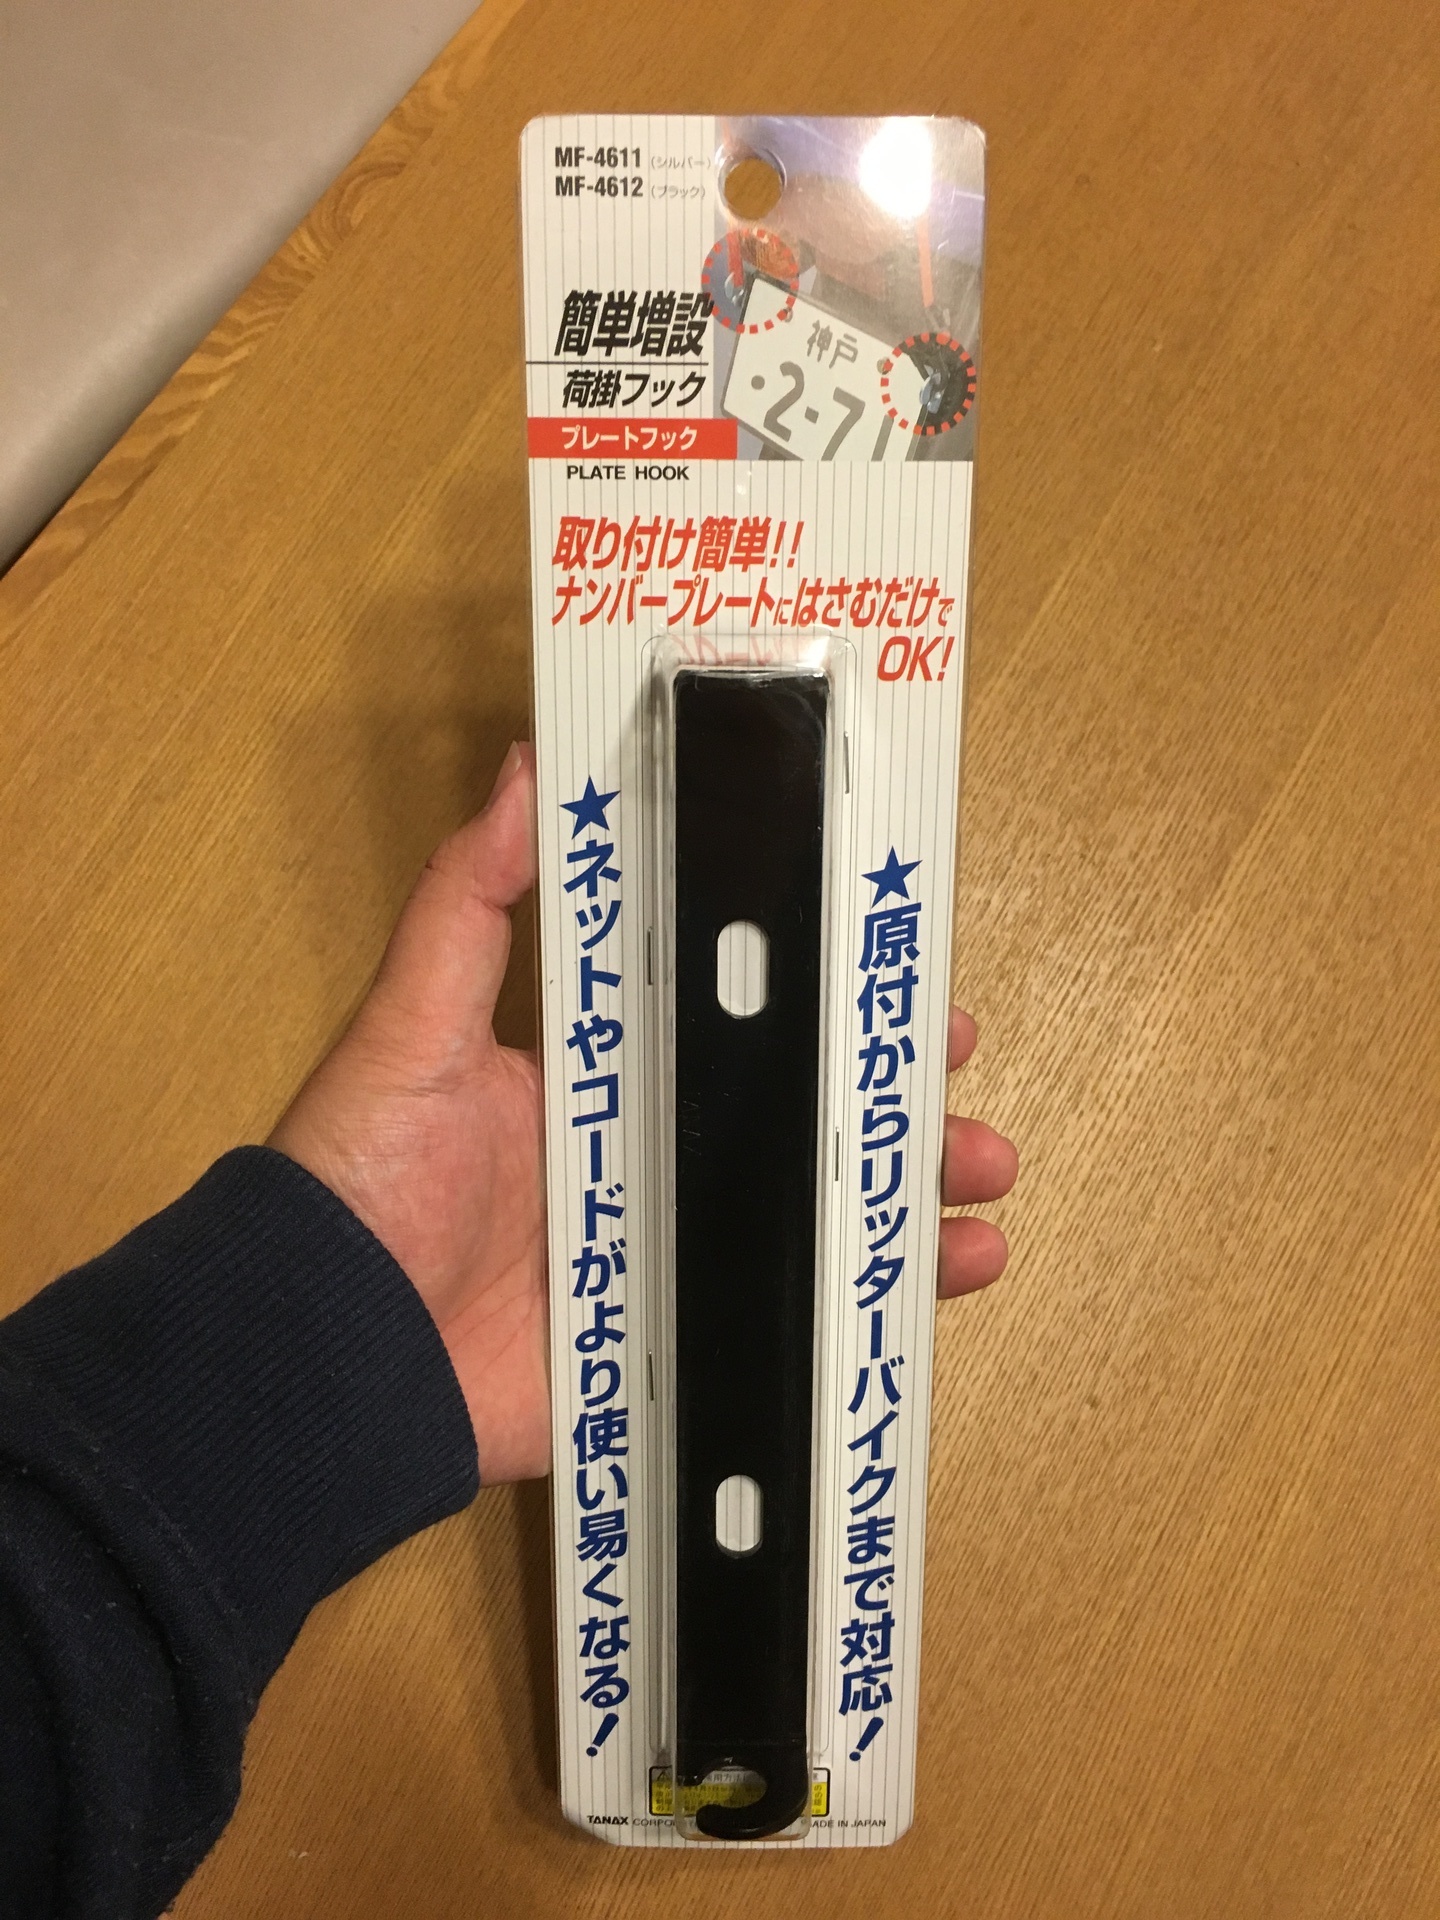 MF-4611（シルバー）
MF-4612（ブラック）
神戸
・2-71
簡単増設
荷掛フック
プレートフック
PLATE HOOK
取り付け簡単!!
ナンバープレートにはさむだけで
OK!
★ネットやコードがより使い易くなる！
★原付からリッターバイクまで対応！
TANAX
MADE IN JAPAN